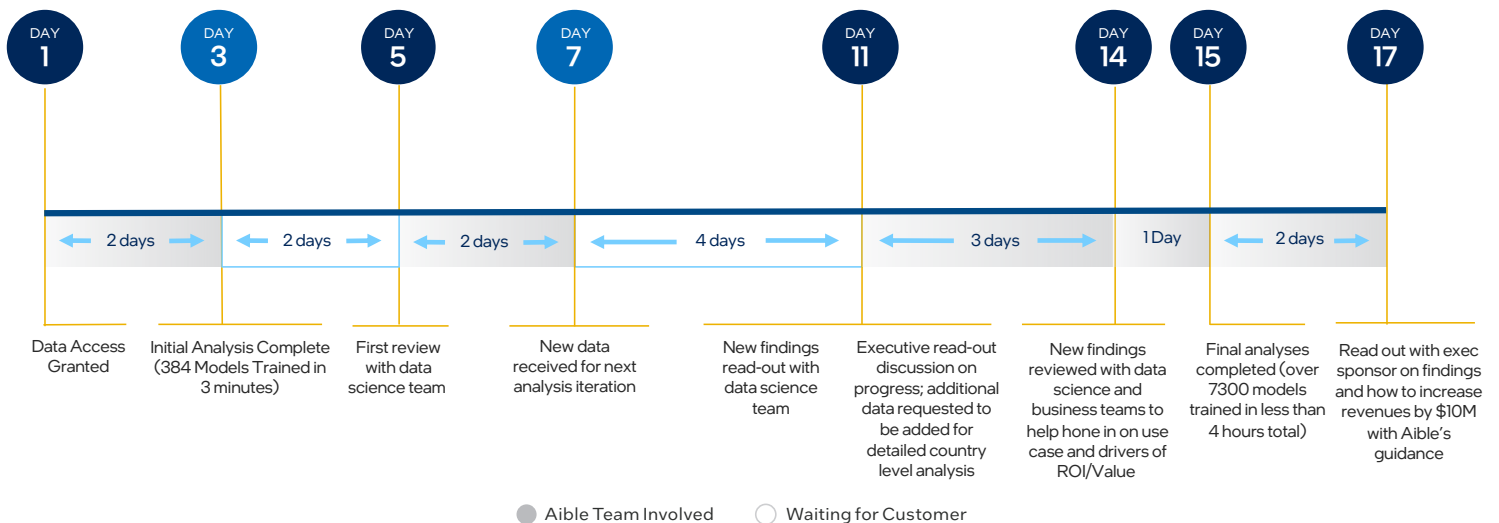 DAY
1
DAY
3
DAY
5
DAY
7
DAY
11
DAY
14
DAY
15
DAY
17
2 days
2 days
2 days
4 days
3 days
1 Day
2 days
Data Access
Granted
Initial Analysis Complete
(384 Models Trained in
3 minutes)
First review
with data
science team
New data
received for next
analysis iteration
New findings
read-out with
data science
team
Executive read-out
discussion on
progress; additional
data requested to
be added for
detailed country
level analysis
New findings
reviewed with data
science and
business teams to
help hone in on use
case and drivers of
ROI/Value
Final analyses
completed (over
7300 models
trained in less than
4 hours total)
Read out with exec
sponsor on findings
and how to increase
revenues by $10M
with Aible’s
guidance
Aible Team Involved
Waiting for Customer